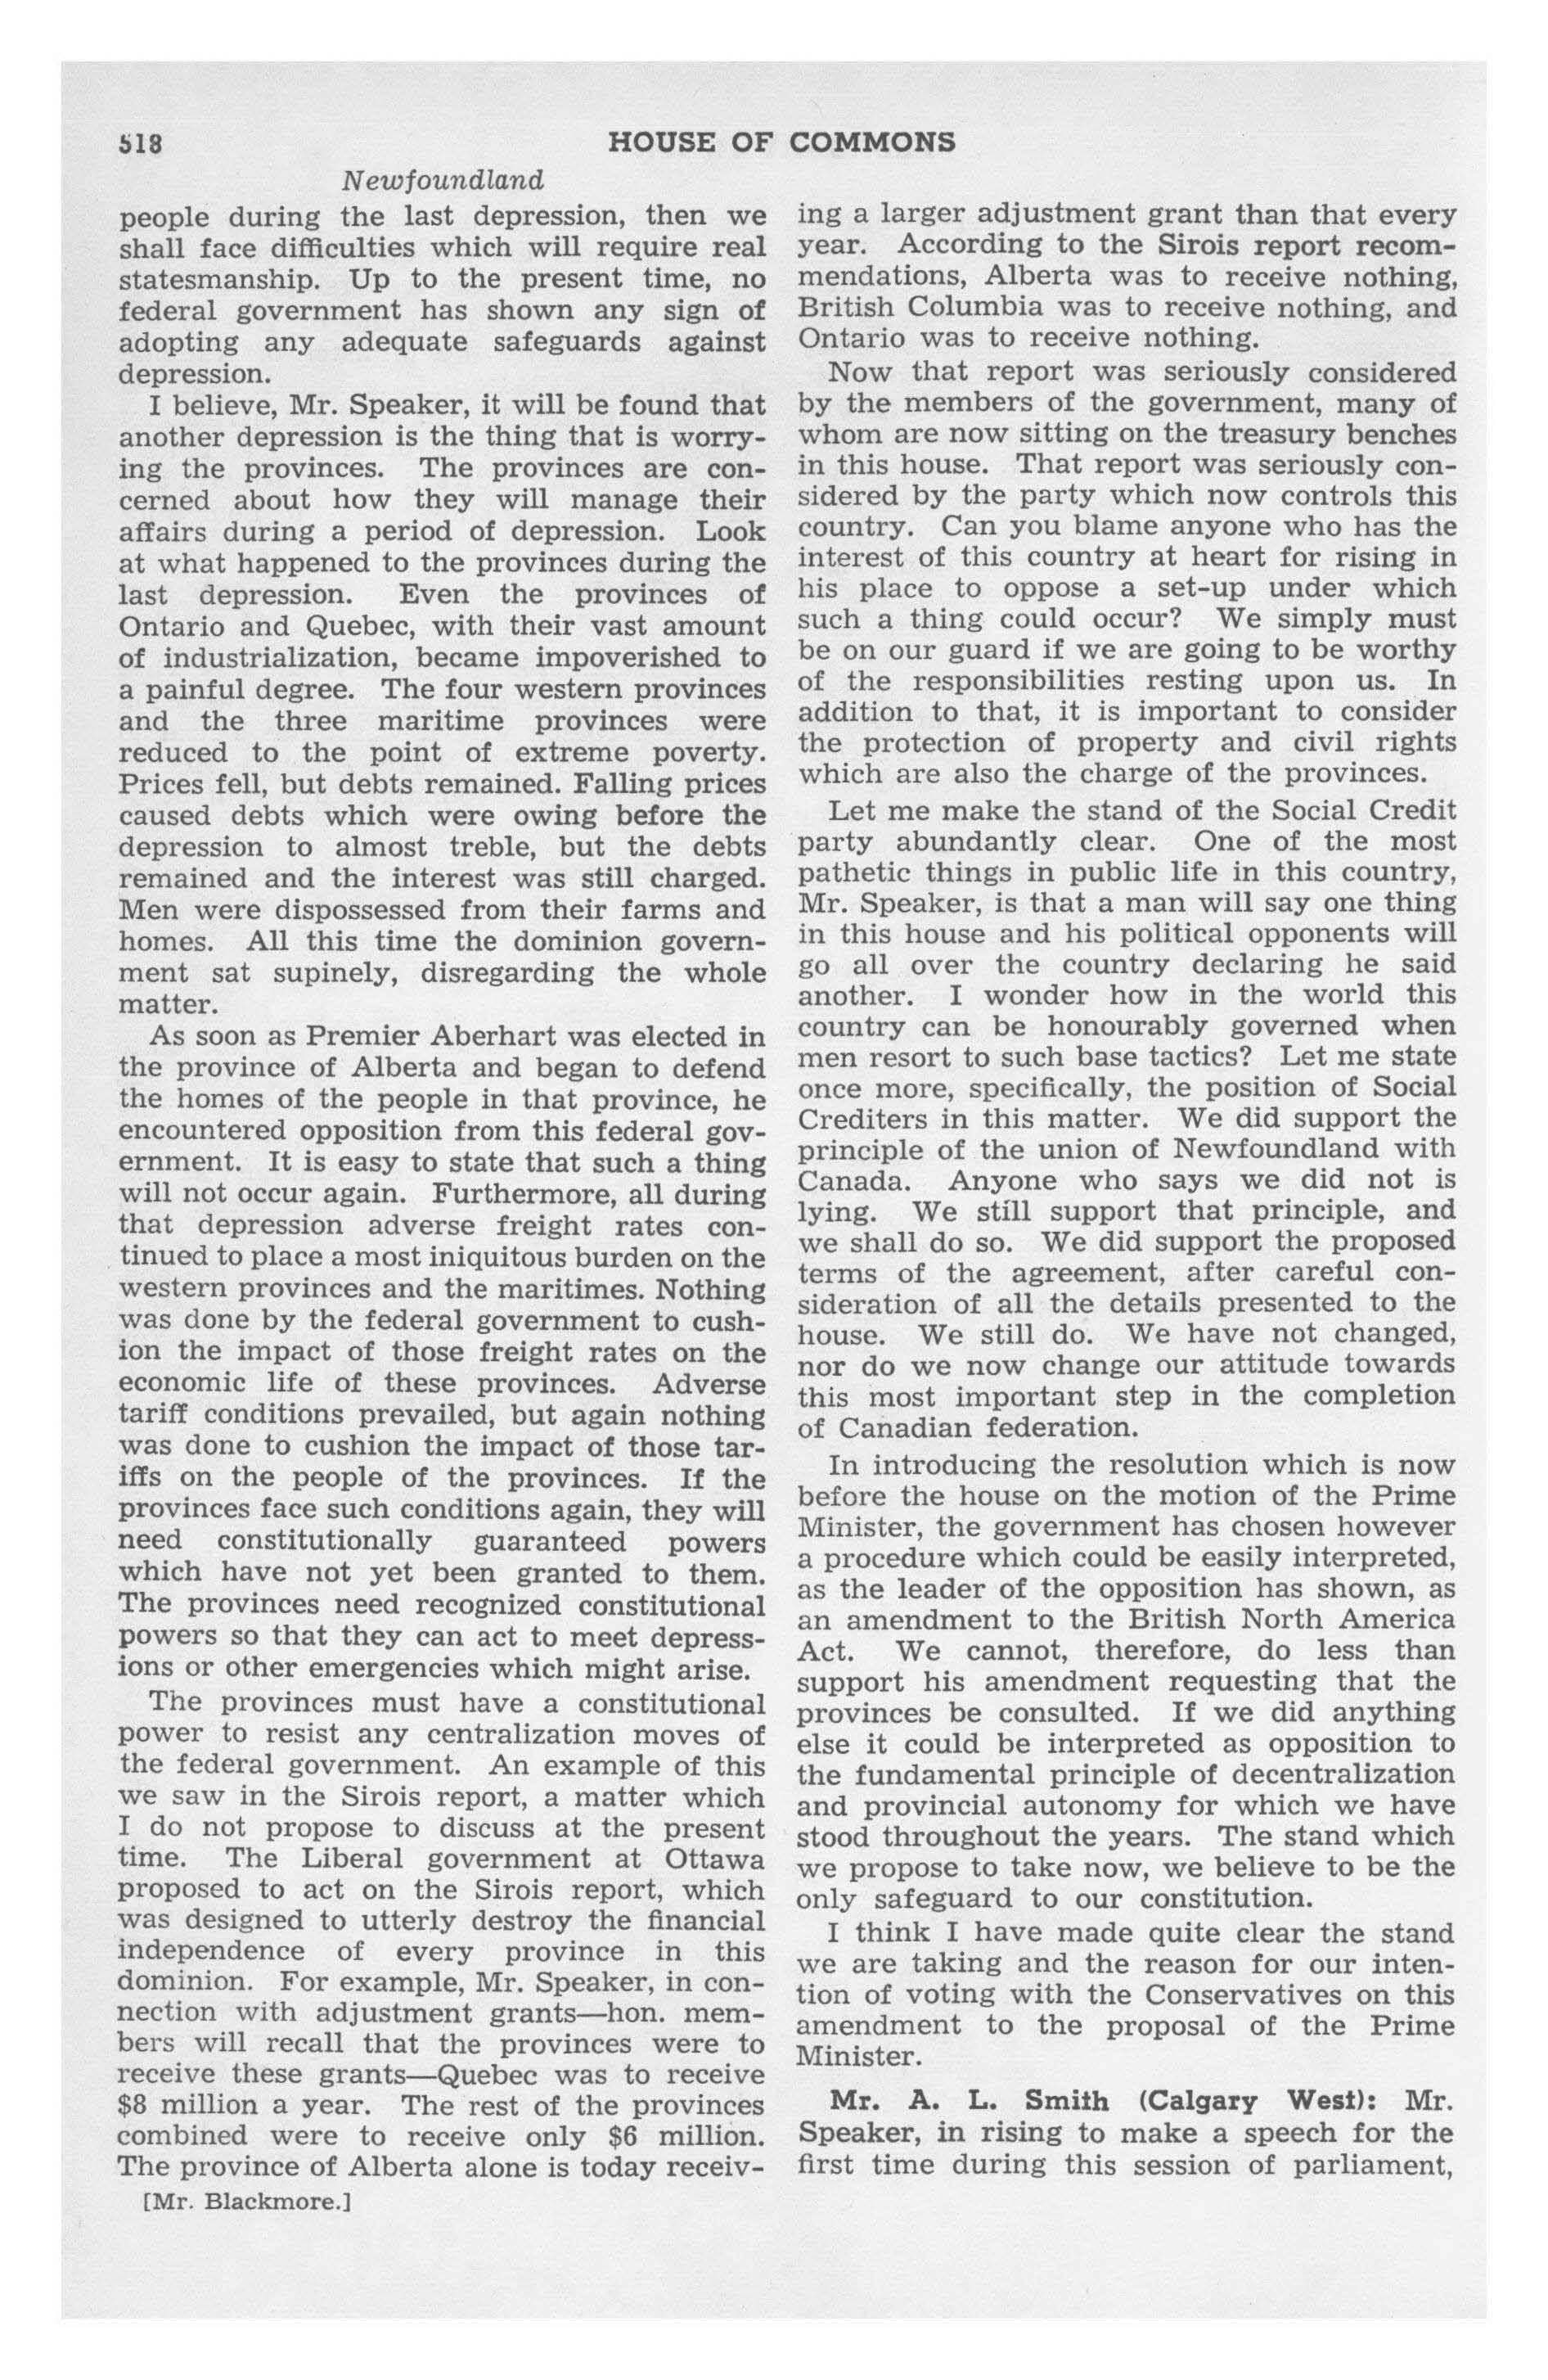 518
HOUSE OF COMMONS
Newfoundland
people during the last depression, then we
shall face difficulties which will require real
statesmanship. Up to the present time, no
federal government has shown any sign of
adopting any adequate safeguards against
depression.
I believe, Mr. Speaker, it will be found that
another depression is the thing that is worry-
ing the provinces. The provinces are con-
cerned about how they will manage their
affairs during a period of depression. Look
at what happened to the provinces during the
last depression. Even the provinces of
Ontario and Quebec, with their vast amount
of industrialization, became impoverished to
a painful degree. The four western provinces
and the three maritime provinces were
reduced to the point of extreme poverty.
Prices fell, but debts remained. Falling prices
caused debts which were owing before the
depression to almost treble, but the debts
remained and the interest was still charged.
Men were dispossessed from their farms and
homes. All this time the dominion govern-
ment sat supinely, disregarding the whole
matter.
As soon as Premier Aberhart was elected in
the province of Alberta and began to defend
the homes of the people in that province, he
encountered opposition from this federal gov-
ernment. It is easy to state that such a thing
will not occur again. Furthermore, all during
that depression adverse freight rates con-
tinued to place a most iniquitous burden on the
western provinces and the maritimes. Nothing
was done by the federal government to cush-
ion the impact of those freight rates on the
economic life of these provinces. Adverse
tariff conditions prevailed, but again nothing
was done to cushion the impact of those tar-
iffs on the people of the provinces. If the
provinces face such conditions again, they will
need constitutionally guaranteed powers
which have not yet been granted to them.
The provinces need recognized constitutional
powers so that they can act to meet depress-
ions or other emergencies which might arise.
The provinces must have a constitutional
power to resist any centralization moves of
the federal government. An example of this
we saw in the Sirois report, a matter which
I do not propose to discuss at the present
time. The Liberal government at Ottawa
proposed to act on the Sirois report, which
was designed to utterly destroy the financial
independence of every province in this
dominion. For example, Mr. Speaker, in con-
nection with adjustment grants—hon. mem-
bers will recall that the provinces were to
receive these grants—Quebec was to receive
$8 million a year. The rest of the provinces
combined were to receive only $6 million.
The province of Alberta alone is today receiv-
[Mr. Blackmore.]
ing a larger adjustment grant than that every
year. According to the Sirois report recom-
mendations, Alberta was to receive nothing,
British Columbia was to receive nothing, and
Ontario was to receive nothing.
Now that report was seriously considered
by the members of the government, many of
whom are now sitting on the treasury benches
in this house. That report was seriously con-
sidered by the party which now controls this
country. Can you blame anyone who has the
interest of this country at heart for rising in
his place to oppose a set-up under which
such a thing could occur? We simply must
be on our guard if we are going to be worthy
of the responsibilities resting upon us. In
addition to that, it is important to consider
the protection of property and civil rights
which are also the charge of the provinces.
Let me make the stand of the Social Credit
party abundantly clear. One of the most
pathetic things in public life in this country,
Mr. Speaker, is that a man will say one thing
in this house and his political opponents will
go all over the country declaring he said
another. I wonder how in the world this
country can be honourably governed when
men resort to such base tactics? Let me state
once more, specifically, the position of Social
Crediters in this matter. We did support the
principle of the union of Newfoundland with
Canada. Anyone who says we did not is
lying. We still support that principle, and
we shall do so. We did support the proposed
terms of the agreement, after careful con-
sideration of all the details presented to the
house. We still do. We have not changed,
nor do we now change our attitude towards
this most important step in the completion
of Canadian federation.
In introducing the resolution which is now
before the house on the motion of the Prime
Minister, the government has chosen however
a procedure which could be easily interpreted,
as the leader of the opposition has shown, as
an amendment to the British North America
Act. We cannot, therefore, do less than
support his amendment requesting that the
provinces be consulted. If we did anything
else it could be interpreted as opposition to
the fundamental principle of decentralization
and provincial autonomy for which we have
stood throughout the years. The stand which
we propose to take now, we believe to be the
only safeguard to our constitution.
I think I have made quite clear the stand
we are taking and the reason for our inten-
tion of voting with the Conservatives on this
amendment to the proposal of the Prime
Minister.
Mr. A. L. Smith (Calgary West): Mr.
Speaker, in rising to make a speech for the
first time during this session of parliament,